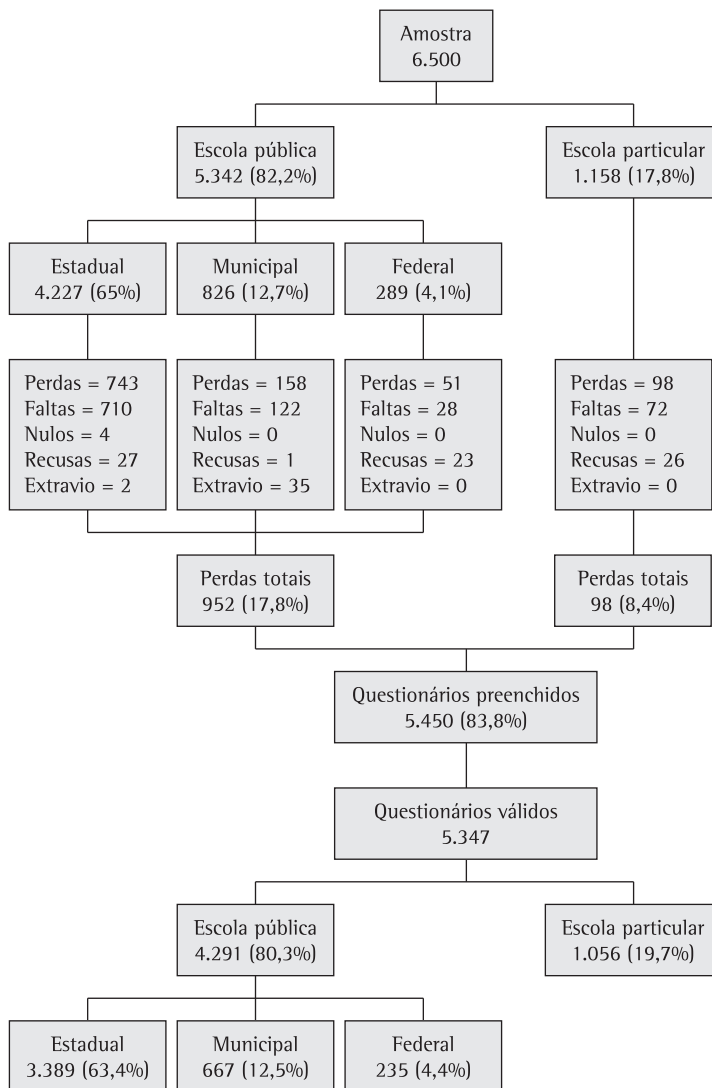 Amostra
6.500
Escola pública
5.342 (82,2%)
Escola particular
1.158 (17,8%)
Estadual
4.227 (65%)
Municipal
826 (12,7%)
Federal
289 (4,1%)
Perdas = 743
Faltas = 710
Nulos = 4
Recusas = 27
Extravio = 2
Perdas = 158
Faltas = 122
Nulos = 0
Recusas = 1
Extravio = 35
Perdas = 51
Faltas = 28
Nulos = 0
Recusas = 23
Extravio = 0
Perdas = 98
Faltas = 72
Nulos = 0
Recusas = 26
Extravio = 0
Perdas totais
952 (17,8%)
Perdas totais
98 (8,4%)
Questionários preenchidos
5.450 (83,8%)
Questionários válidos
5.347
Escola pública
4.291 (80,3%)
Escola particular
1.056 (19,7%)
Estadual
3.389 (63,4%)
Municipal
667 (12,5%)
Federal
235 (4,4%)